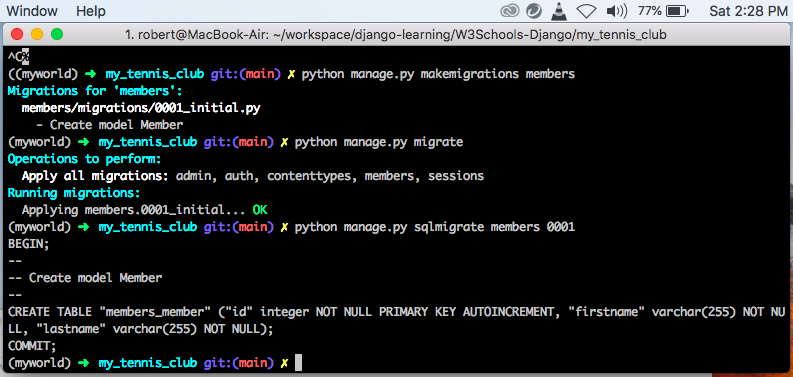 Window Help 77% Sat 2:28 PM
1. robert@MacBook-Air: ~/workspace/django-learning/W3Schools-Django/my_tennis_club
^C%
((myworld) ➜ my_tennis_club git:(main) ✗ python manage.py makemigrations members
Migrations for 'members':
members/migrations/0001_initial.py
- Create model Member
(myworld) ➜ my_tennis_club git:(main) ✗ python manage.py migrate
Operations to perform:
Apply all migrations: admin, auth, contenttypes, members, sessions
Running migrations:
Applying members.0001_initial... OK
(myworld) ➜ my_tennis_club git:(main) ✗ python manage.py sqlmigrate members 0001
BEGIN;
--
-- Create model Member
--
CREATE TABLE "members_member" ("id" integer NOT NULL PRIMARY KEY AUTOINCREMENT, "firstname" varchar(255) NOT NU
LL, "lastname" varchar(255) NOT NULL);
COMMIT;
(myworld) ➜ my_tennis_club git:(main) ✗